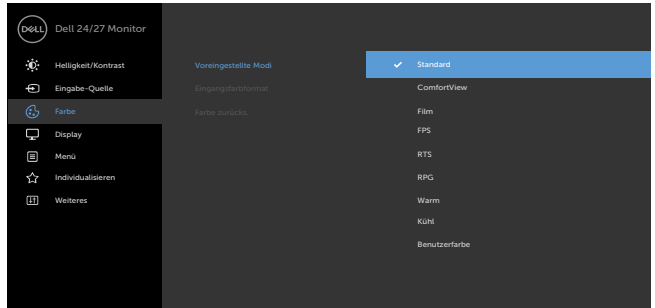 DELL Dell 24/27 Monitor
Helligkeit/Kontrast
Eingabe-Quelle
Farbe
Display
Menü
Individualisieren
Weiteres
Voreingestellte Modi
Eingangsfarbformat
Farbe zurücks.
Standard
ComfortView
Film
FPS
RTS
RPG
Warm
Kühl
Benutzerfarbe